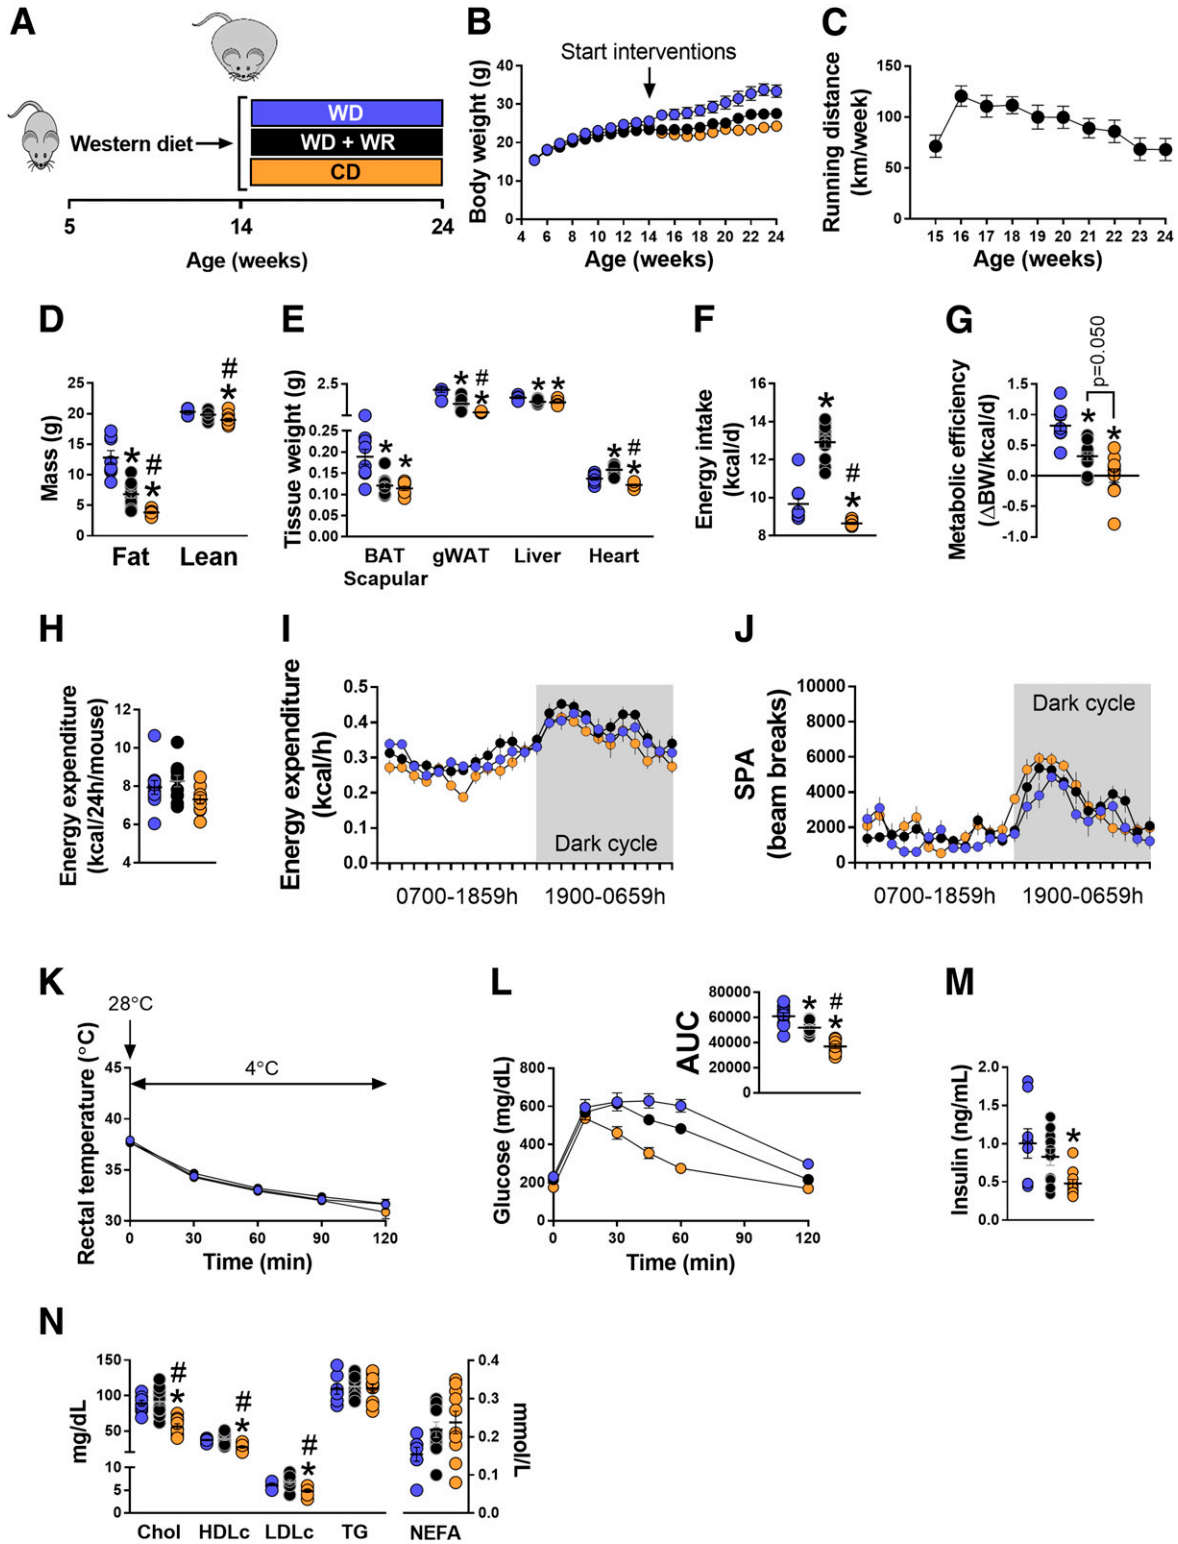 A
Western diet
WD
WD + WR
CD
5
14
24
Age (weeks)
B
Start interventions
Body weight (g)
40
30
20
10
0
4 6 8 10 12 14 16 18 20 22 24
Age (weeks)
C
Running distance
(km/week)
150
100
50
0
15 16 17 18 19 20 21 22 23 24
Age (weeks)
D
Mass (g)
25
20
15
10
5
0
* # * # *
Fat Lean
E
Tissue weight (g)
2.5
0.25
0.20
0.15
0.10
0.05
0.00
* * * # * * * * # *
BAT
Scapular
gWAT
Liver
Heart
F
Energy intake
(kcal/d)
16
14
12
10
8
* # *
G
Metabolic efficiency
(ΔBW/kcal/d)
1.5
1.0
0.5
0.0
-0.5
-1.0
p=0.050
* *
H
Energy expenditure
(kcal/24h/mouse)
12
10
8
6
4
I
Energy expenditure
(kcal/h)
0.5
0.4
0.3
0.2
0.1
0.0
Dark cycle
0700-1859h 1900-0659h
J
SPA
(beam breaks)
10000
8000
6000
4000
2000
0
Dark cycle
0700-1859h 1900-0659h
K
28°C
4°C
Rectal temperature (°C)
45
40
35
30
0 30 60 90 120
Time (min)
L
Glucose (mg/dL)
800
600
400
200
0
0 30 60 90 120
Time (min)
AUC
80000
60000
40000
20000
0
* # *
M
Insulin (ng/mL)
2.0
1.5
1.0
0.5
0.0
*
N
mg/dL
150
100
50
10
5
0
# * # * # *
Chol HDLc LDLc TG NEFA
0.4
0.3
0.2
0.1
0.0
mmol/L